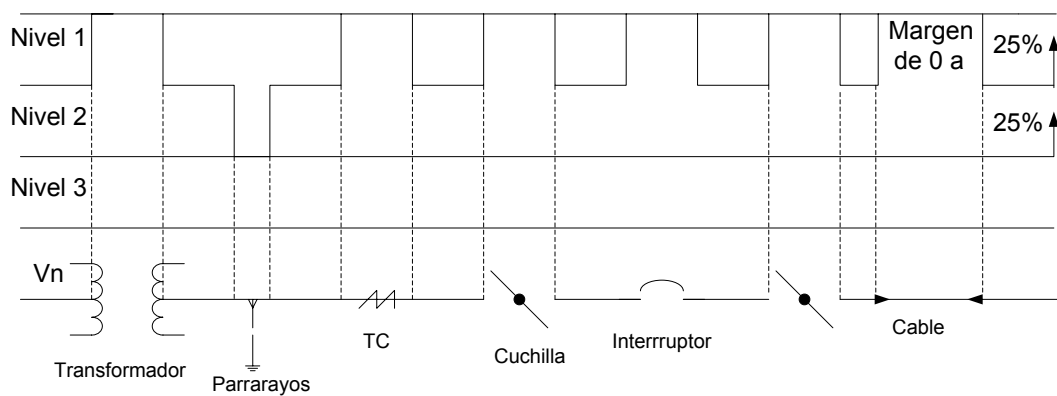 Nivel 1
Margen
de 0 a
25%
Nivel 2
25%
Nivel 3
Vn
Transformador
Parrarayos
TC
Cuchilla
Interrruptor
Cable